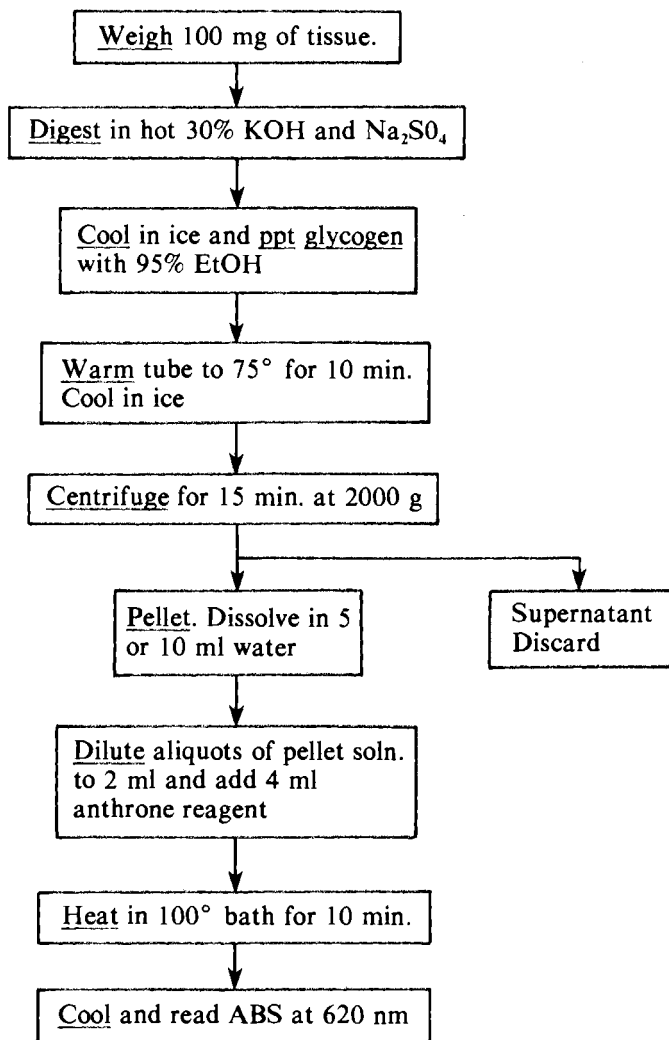 Weigh 100 mg of tissue.
Digest in hot 30% KOH and Na₂SO₄
Cool in ice and ppt glycogen
with 95% EtOH
Warm tube to 75° for 10 min.
Cool in ice
Centrifuge for 15 min. at 2000 g
Pellet. Dissolve in 5
or 10 ml water
Supernatant
Discard
Dilute aliquots of pellet soln.
to 2 ml and add 4 ml
anthrone reagent
Heat in 100° bath for 10 min.
Cool and read ABS at 620 nm